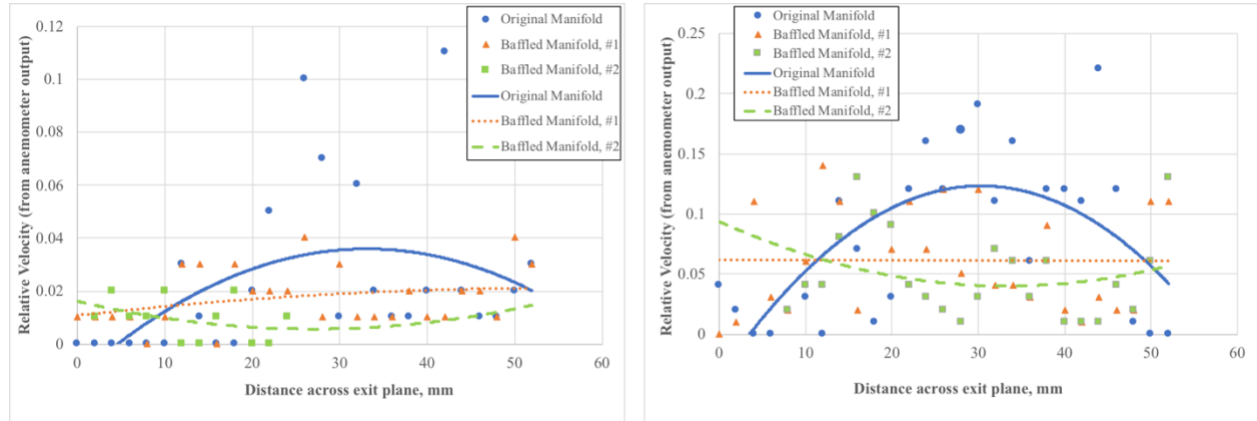 0.12
0.1
0.08
0.06
0.04
0.02
0
0
10
20
30
40
50
60
Relative Velocity (from anemometer output)
Distance across exit plane, mm
Original Manifold
Baffled Manifold, #1
Baffled Manifold, #2
Original Manifold
Baffled Manifold, #1
Baffled Manifold, #2
0.25
0.2
0.15
0.1
0.05
0
0
10
20
30
40
50
60
Relative Velocity (from anemometer output)
Distance across exit plane, mm
Original Manifold
Baffled Manifold, #1
Baffled Manifold, #2
Original Manifold
Baffled Manifold, #1
Baffled Manifold, #2